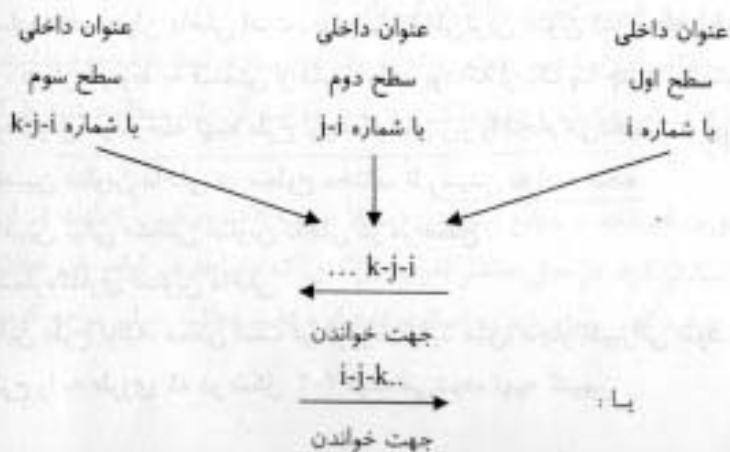 عنوان داخلی عنوان داخلی عنوان داخلی
سطح اول سطح دوم سطح سوم
با شماره i با شماره j-i با شماره k-j-i
... k-j-i
جهت خواندن
i-j-k..
یا :
جهت خواندن